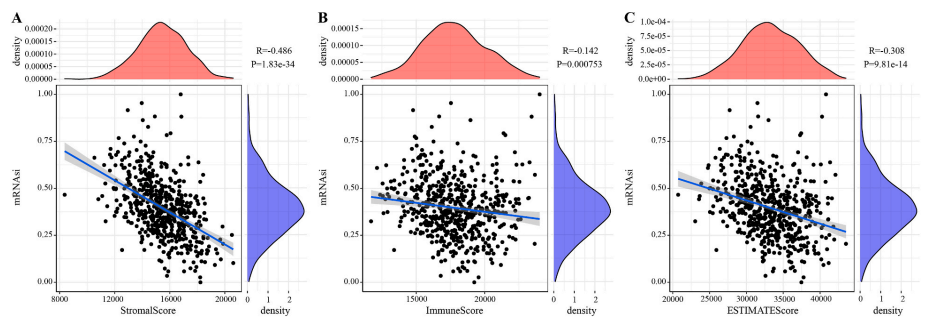 A
density
0.00020
0.00015
0.00010
0.00005
0.00000
R=-0.486
P=1.83e-34
mRNAsi
1.00
0.75
0.50
0.25
0.00
8000 12000 16000 20000
StromalScore
0 1 2
density
B
density
0.00015
0.00010
0.00005
0.00000
R=-0.142
P=0.000753
mRNAsi
1.00
0.75
0.50
0.25
0.00
15000 20000
ImmuneScore
0 1 2
density
C
density
1.0e-04
7.5e-05
5.0e-05
2.5e-05
0.0e+00
R=-0.308
P=9.81e-14
mRNAsi
1.00
0.75
0.50
0.25
0.00
20000 25000 30000 35000 40000
ESTIMATEScore
0 1 2
density